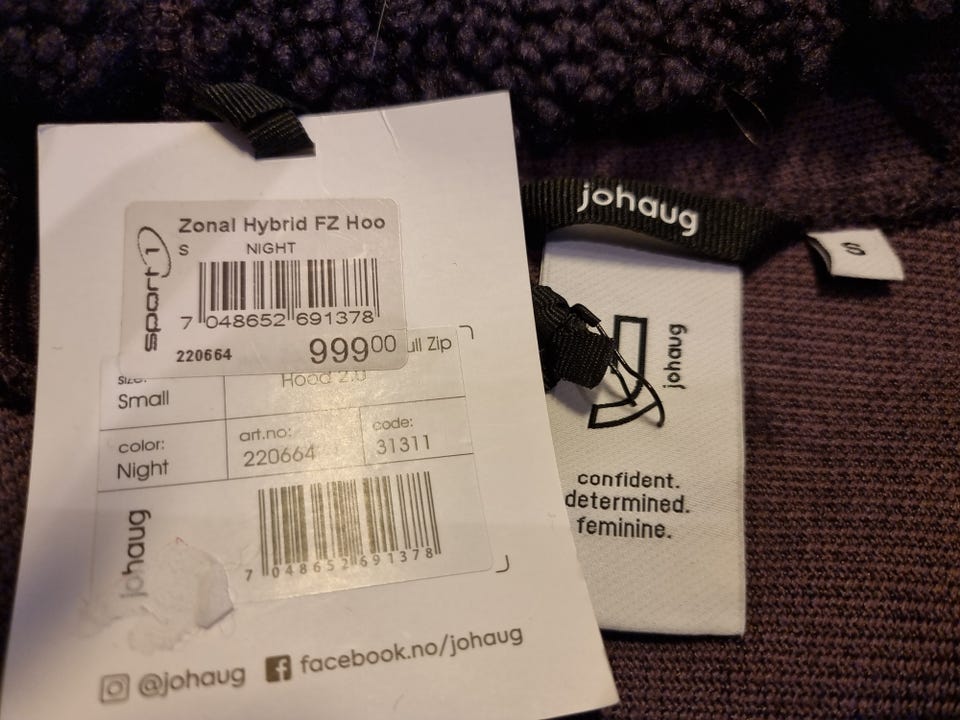 sport 1
Zonal Hybrid FZ Hoo
S NIGHT
7 048652 691378
220664 999 00
ull Zip
size: Hood 2.0
Small
color: art.no: code:
Night 220664 31311
johaug
7 048652 691378
@johaug facebook.no/johaug
johaug
S
johaug
confident.
determined.
feminine.